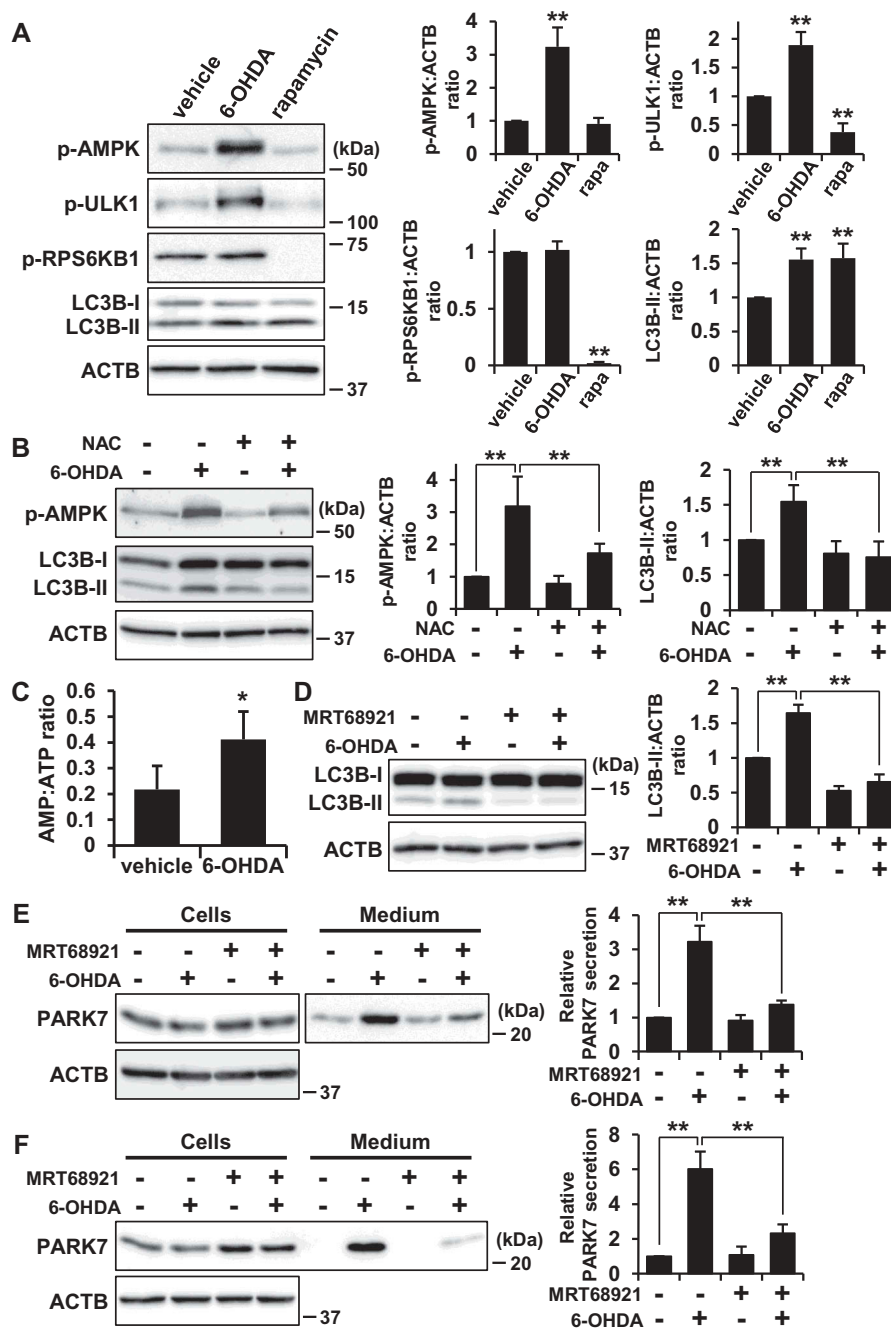 A
vehicle
6-OHDA
rapamycin
p-AMPK
(kDa)
50
p-ULK1
100
p-RPS6KB1
75
LC3B-I
15
LC3B-II
ACTB
37
p-AMPK:ACTB
ratio
4
3
2
1
0
**
vehicle
6-OHDA
rapa
p-ULK1:ACTB
ratio
2
1.5
1
0.5
0
**
**
vehicle
6-OHDA
rapa
p-RPS6KB1:ACTB
ratio
1
0.5
0
**
vehicle
6-OHDA
rapa
LC3B-II:ACTB
ratio
2
1.5
1
0.5
0
**
**
vehicle
6-OHDA
rapa
B
NAC - - + +
6-OHDA - + - +
p-AMPK
(kDa)
50
LC3B-I
15
LC3B-II
ACTB
37
p-AMPK:ACTB
ratio
4
3
2
1
0
** **
NAC - - + +
6-OHDA - + - +
LC3B-II:ACTB
ratio
2
1.5
1
0.5
0
** **
NAC - - + +
6-OHDA - + - +
C
AMP:ATP ratio
0.6
0.5
0.4
0.3
0.2
0.1
0
*
vehicle 6-OHDA
D
MRT68921 - - + +
6-OHDA - + - +
(kDa)
LC3B-I
15
LC3B-II
ACTB
37
LC3B-II:ACTB
ratio
2
1.5
1
0.5
0
** **
MRT68921 - - + +
6-OHDA - + - +
E
Cells Medium
MRT68921 - - + + - - + +
6-OHDA - + - + - + - +
PARK7
(kDa)
20
ACTB
37
Relative
PARK7 secretion
4
3
2
1
0
** **
MRT68921 - - + +
6-OHDA - + - +
F
Cells Medium
MRT68921 - - + + - - + +
6-OHDA - + - + - + - +
PARK7
(kDa)
20
ACTB
37
Relative
PARK7 secretion
8
6
4
2
0
** **
MRT68921 - - + +
6-OHDA - + - +